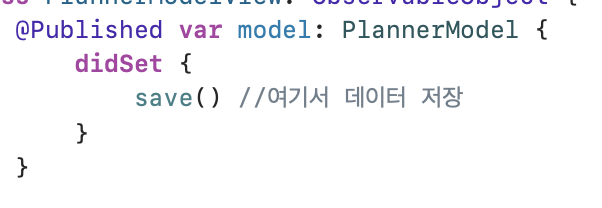 @Published var model: PlannerModel {
didSet {
save() //여기서 데이터 저장
}
}